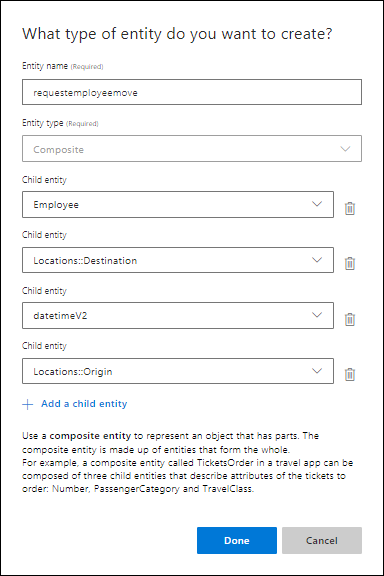 What type of entity do you want to create?
Entity name (Required)
requestemployeemove
Entity type (Required)
Composite
Child entity
Employee
Child entity
Locations::Destination
Child entity
datetimeV2
Child entity
Locations::Origin
Add a child entity
Use a composite entity to represent an object that has parts. The
composite entity is made up of entities that form the whole.
For example, a composite entity called TicketsOrder in a travel app can be
composed of three child entities that describe attributes of the tickets to
order: Number, PassengerCategory and TravelClass.
Done Cancel